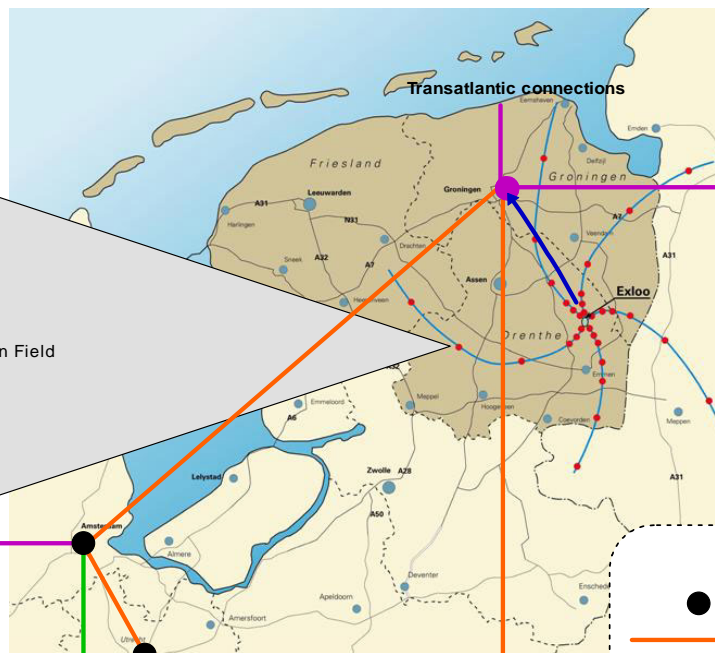 Transatlantic connections
Eemshaven
Emden
Delfzijl
Friesland
Groningen
Leeuwarden
Groningen
A31
Harlingen
N31
A7
Veendam
Drachten
Sneek
A32
A7
A31
Assen
Exloo
Heerenveen
Drenthe
n Field
A32
Emmen
Emmeloord
Meppel
Hoogeveen
A6
Coevorden
Meppen
Zwolle
A28
Lelystad
A31
A50
Amsterdam
Almere
Deventer
Enschede
Apeldoorn
Amersfoort
Utrecht